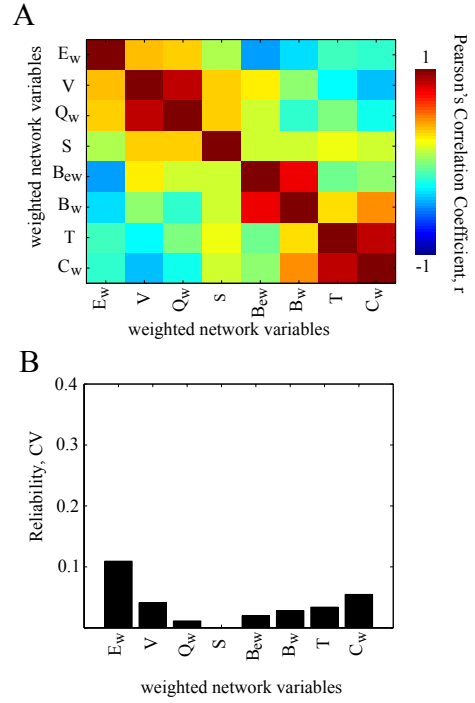 A
weighted network variables
Ew
V
Qw
S
Bew
Bw
T
Cw
Ew V Qw S Bew Bw T Cw
weighted network variables
1
-1
Pearson's Correlation Coefficient, r
B
Reliability, CV
0.4
0.3
0.2
0.1
Ew V Qw S Bew Bw T Cw
weighted network variables